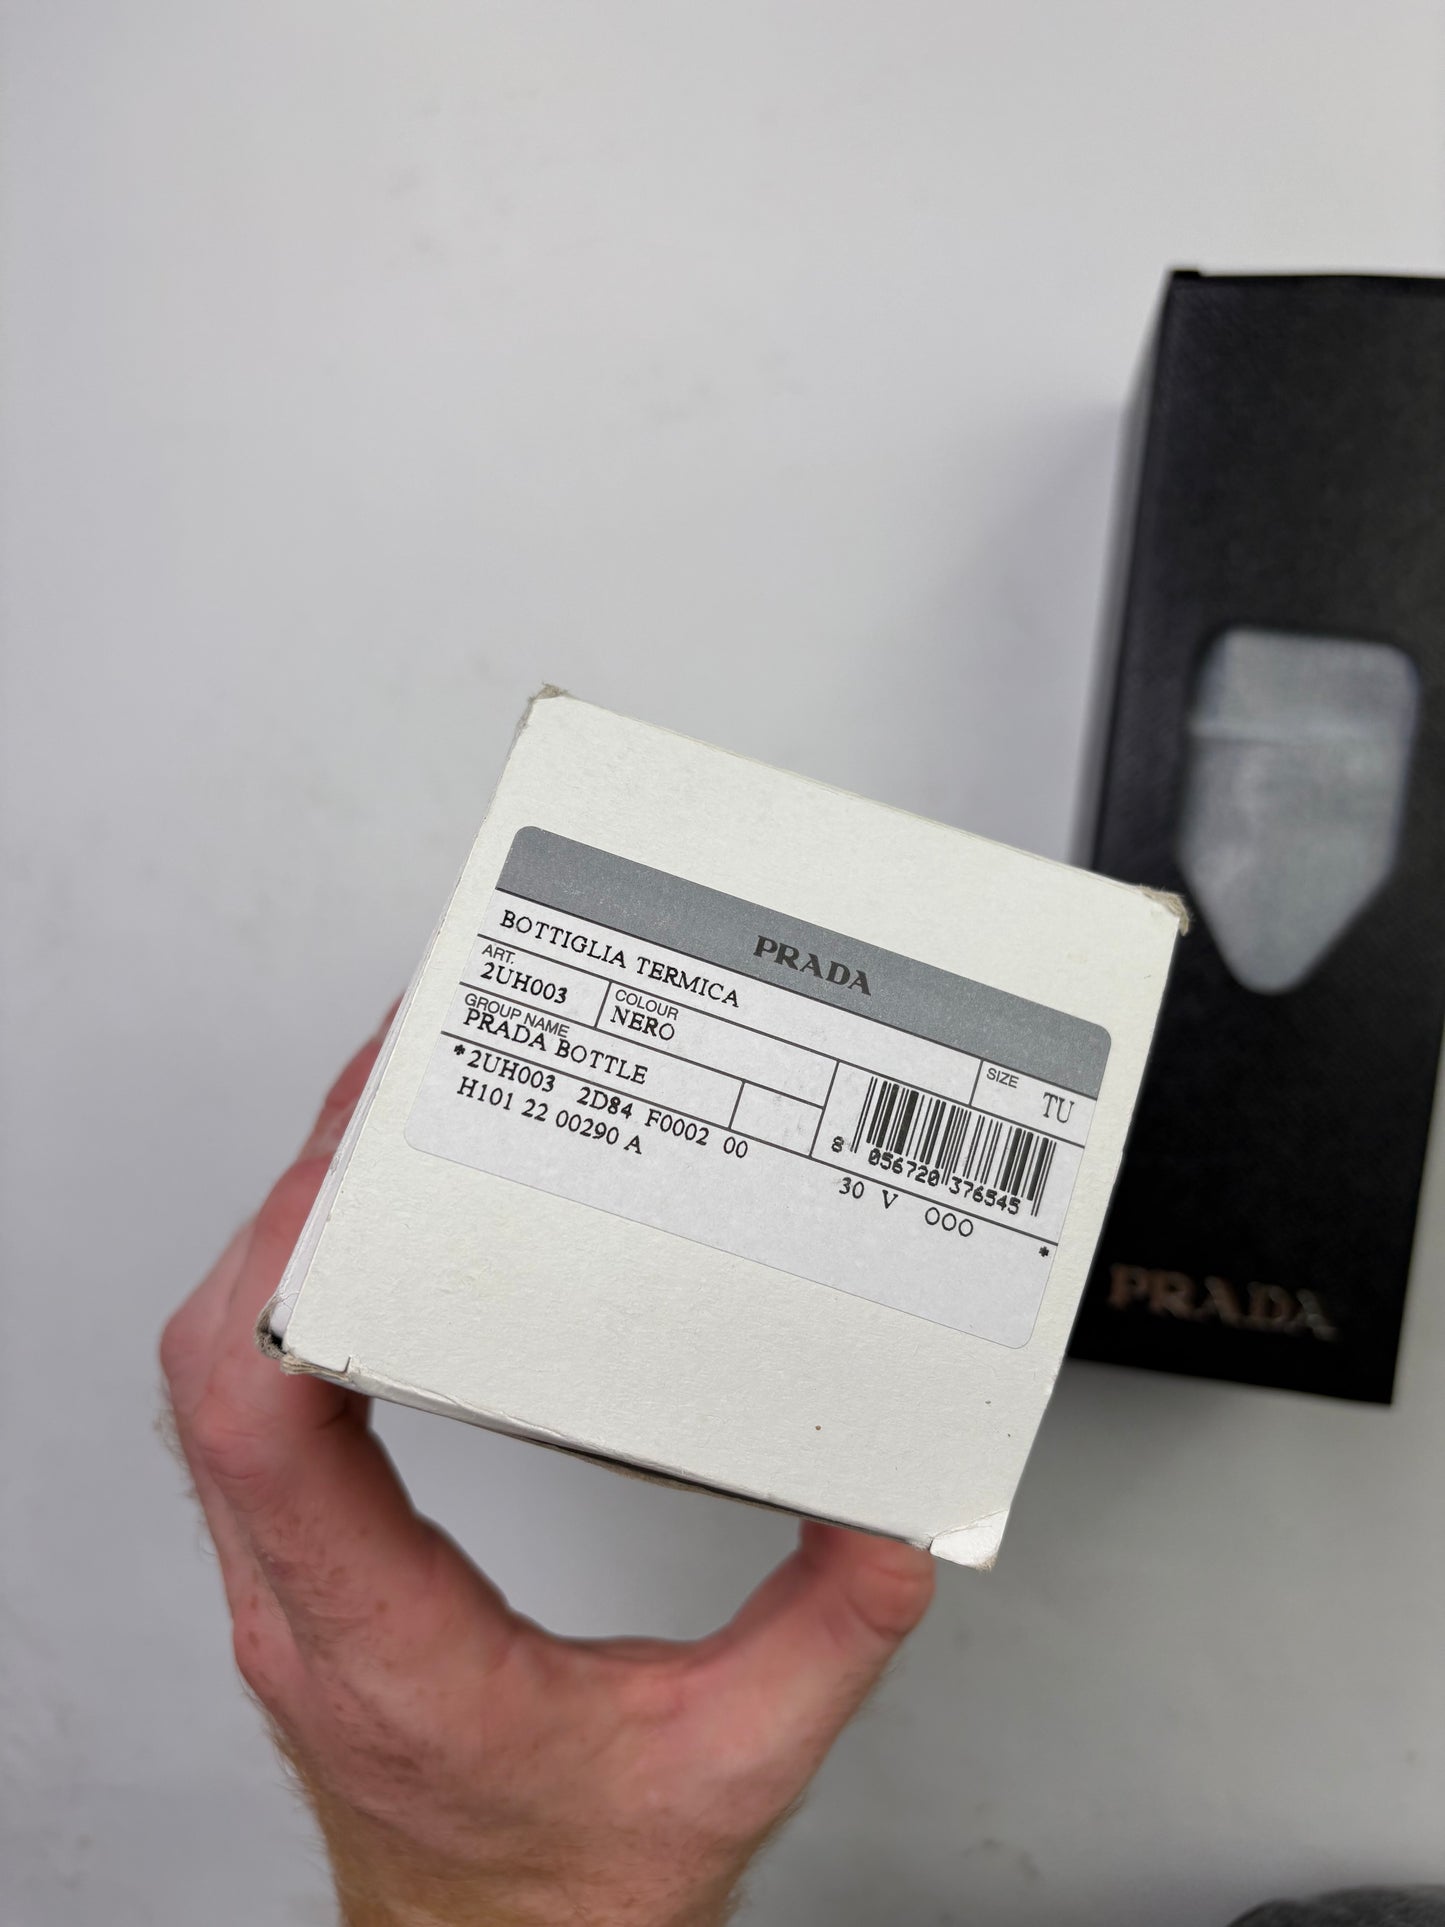 PRADA
BOTTIGLIA TERMICA
SIZE TU
ART. COLOUR
2UH003 NERO
GROUP NAME
PRADA BOTTLE
8 056720 376545
*2UH003 2D84 F0002 00 30 V OOO *
H101 22 00290 A
PRADA